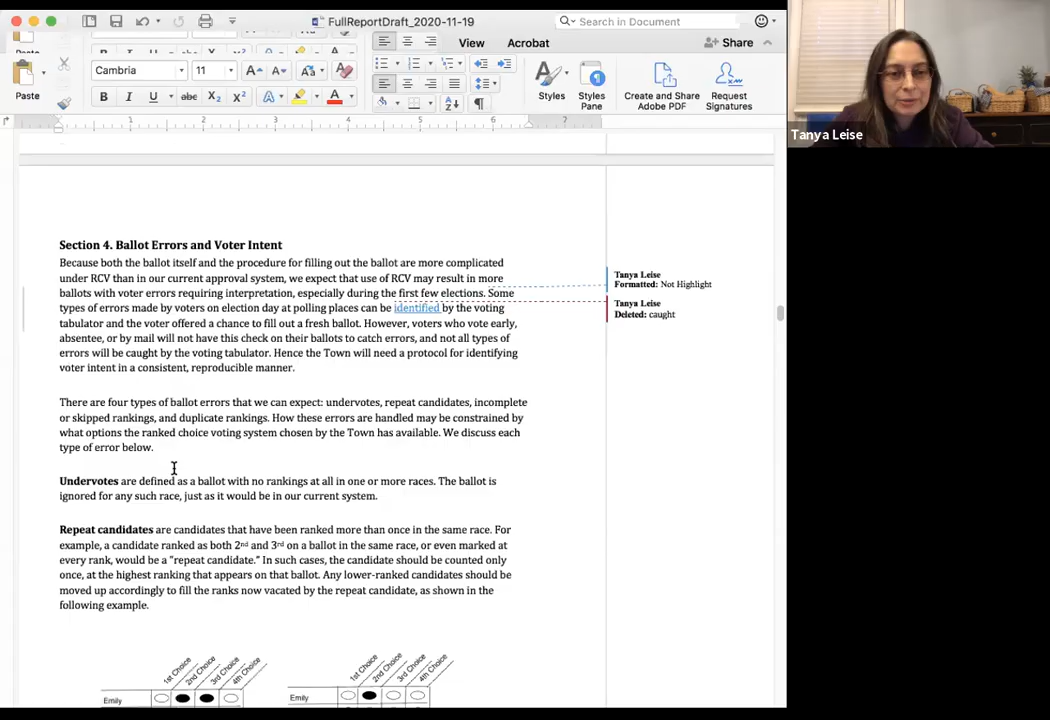 FullReportDraft_2020-11-19
Search in Document
View
Acrobat
Share
Paste
Cambria
11
Paste
B I U abc X₂ X² A A
Styles
Styles Pane
Create and Share Adobe PDF
Request Signatures
1 2 3 4 5 6 7
Tanya Leise
Section 4. Ballot Errors and Voter Intent
Because both the ballot itself and the procedure for filling out the ballot are more complicated
under RCV than in our current approval system, we expect that use of RCV may result in more
ballots with voter errors requiring interpretation, especially during the first few elections. Some
types of errors made by voters on election day at polling places can be identified by the voting
tabulator and the voter offered a chance to fill out a fresh ballot. However, voters who vote early,
absentee, or by mail will not have this check on their ballots to catch errors, and not all types of
errors will be caught by the voting tabulator. Hence the Town will need a protocol for identifying
voter intent in a consistent, reproducible manner.
Tanya Leise
Formatted: Not Highlight
Tanya Leise
Deleted: caught
There are four types of ballot errors that we can expect: undervotes, repeat candidates, incomplete
or skipped rankings, and duplicate rankings. How these errors are handled may be constrained by
what options the ranked choice voting system chosen by the Town has available. We discuss each
type of error below.
Undervotes are defined as a ballot with no rankings at all in one or more races. The ballot is
ignored for any such race, just as it would be in our current system.
Repeat candidates are candidates that have been ranked more than once in the same race. For
example, a candidate ranked as both 2nd and 3rd on a ballot in the same race, or even marked at
every rank, would be a "repeat candidate." In such cases, the candidate should be counted only
once, at the highest ranking that appears on that ballot. Any lower-ranked candidates should be
moved up accordingly to fill the ranks now vacated by the repeat candidate, as shown in the
following example.
1st Choice 2nd Choice 3rd Choice 4th Choice
1st Choice 2nd Choice 3rd Choice 4th Choice
Emily
Emily